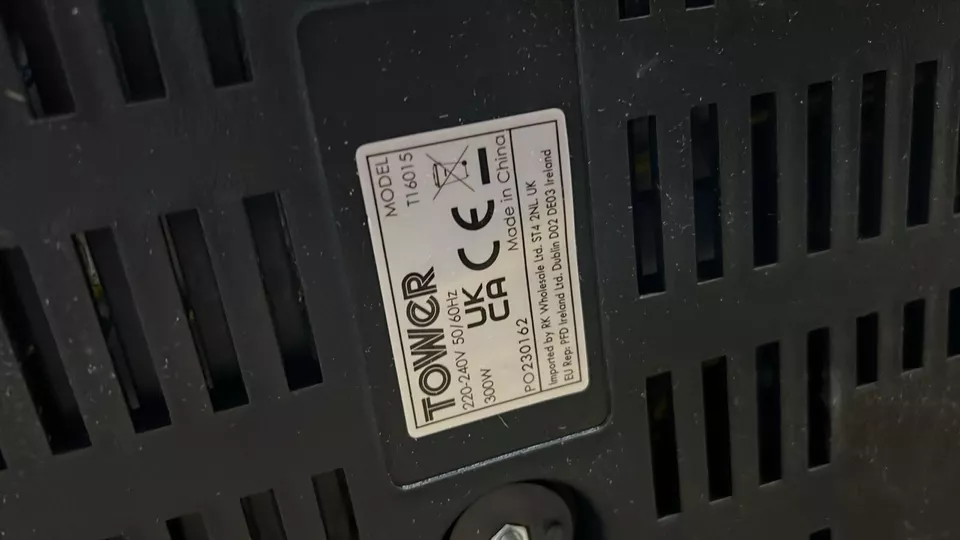 TOWER
MODEL
T16015
220-240V 50/60Hz
300W
UK
CA CE
PO230162
Made in China
Imported by RK Wholesale Ltd. ST4 2NL UK
EU Rep: PFD Ireland Ltd. Dublin D02 DE03 Ireland